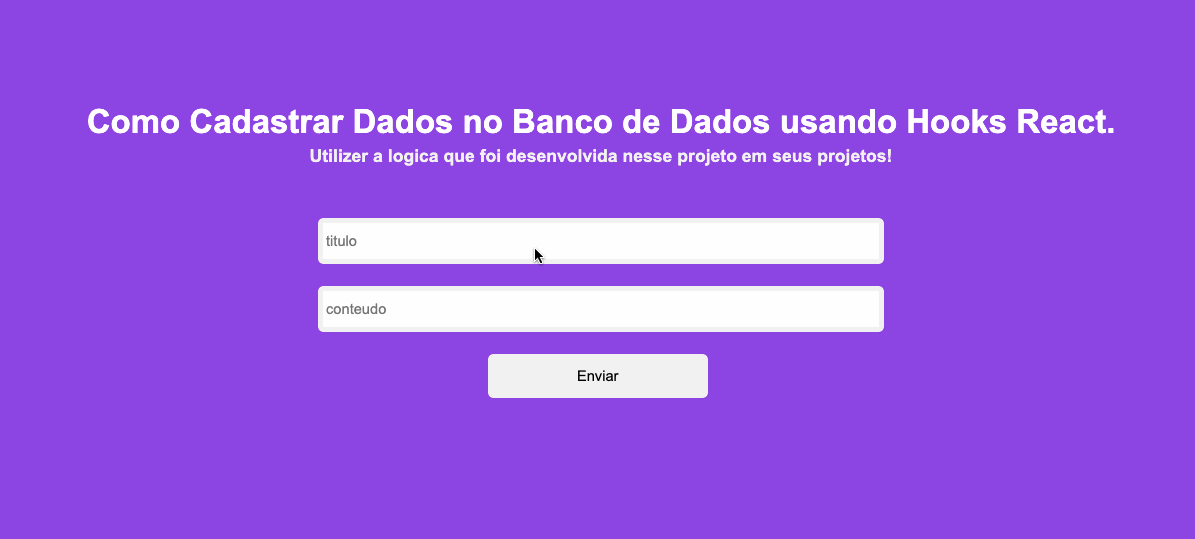 Como Cadastrar Dados no Banco de Dados usando Hooks React.
Utilizer a logica que foi desenvolvida nesse projeto em seus projetos!
titulo
conteudo
Enviar